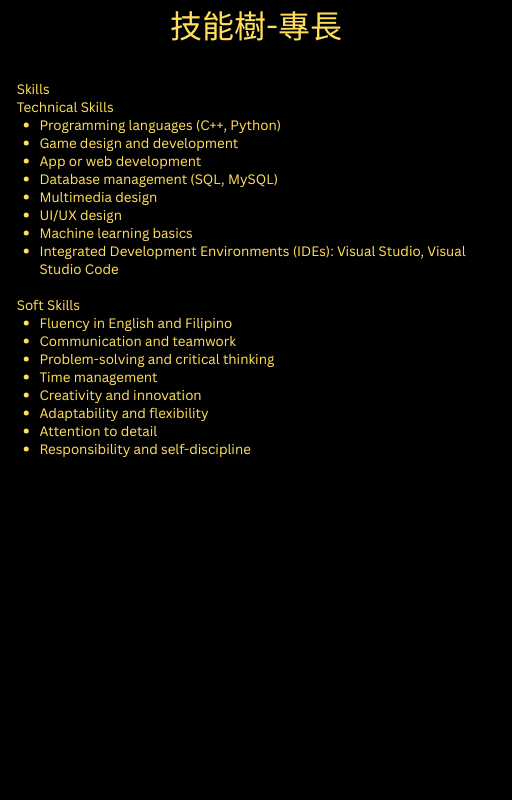 技能樹-專長
Skills
Technical Skills
• Programming languages (C++, Python)
• Game design and development
• App or web development
• Database management (SQL, MySQL)
• Multimedia design
• UI/UX design
• Machine learning basics
• Integrated Development Environments (IDEs): Visual Studio, Visual
Studio Code
Soft Skills
• Fluency in English and Filipino
• Communication and teamwork
• Problem-solving and critical thinking
• Time management
• Creativity and innovation
• Adaptability and flexibility
• Attention to detail
• Responsibility and self-discipline